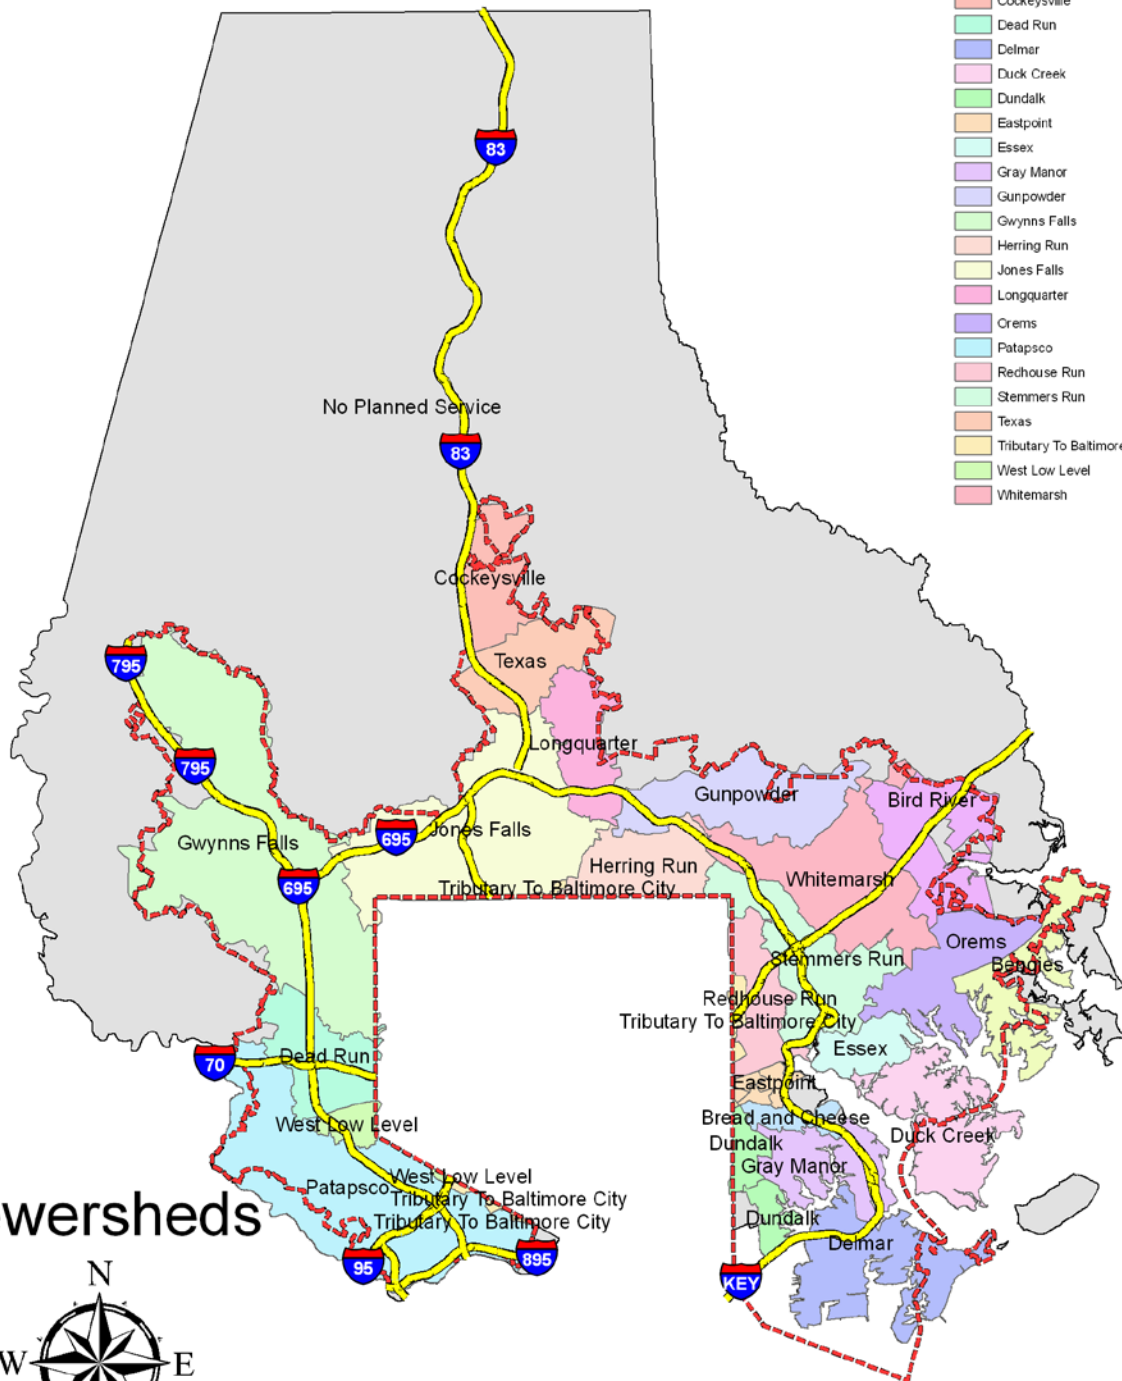 Cockeysville
Dead Run
Delmar
Duck Creek
Dundalk
Eastpoint
Essex
Gray Manor
Gunpowder
Gwynns Falls
Herring Run
Jones Falls
Longquarter
Orems
Patapsco
Redhouse Run
Stemmers Run
Texas
Tributary To Baltimore
West Low Level
Whitemarsh
83
No Planned Service
83
Cockeysville
795
Texas
Longquarter
795
Gunpowder
Bird River
Gwynns Falls
695
Jones Falls
Herring Run
695
Tributary To Baltimore City
Whitemarsh
Orems
Stemmers Run
Bengies
Redhouse Run
Tributary To Baltimore City
Essex
70
Dead Run
Eastpoint
West Low Level
Bread and Cheese
Dundalk
Duck Creek
Gray Manor
West Low Level
Patapsco
Tributary To Baltimore City
Tributary To Baltimore City
Dundalk
Delmar
95
895
KEY
wersheds
N
W
E